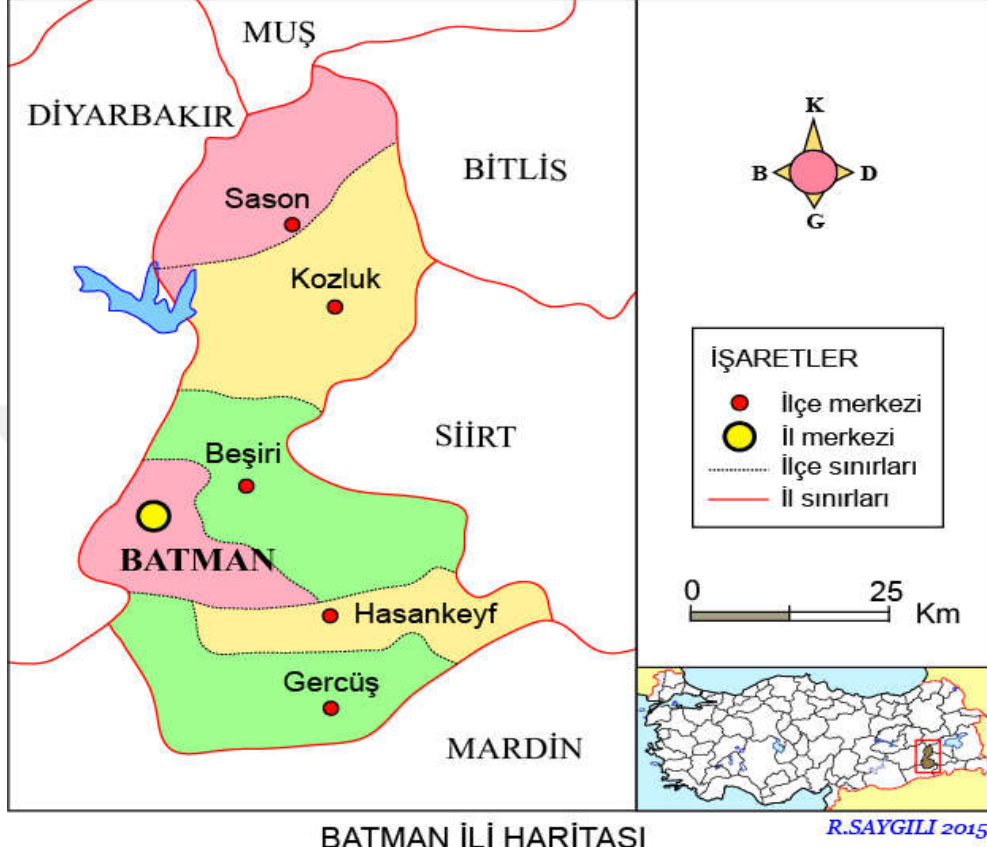 MUŞ
DİYARBAKIR
BİTLİS
Sason
Kozluk
SİİRT
Beşiri
BATMAN
Hasankeyf
Gercüş
MARDİN
K
B D
G
İŞARETLER
İlçe merkezi
İl merkezi
İlçe sınırları
İl sınırları
0 25 Km
BATMAN İLİ HARİTASI
R.SAYGILI 2015